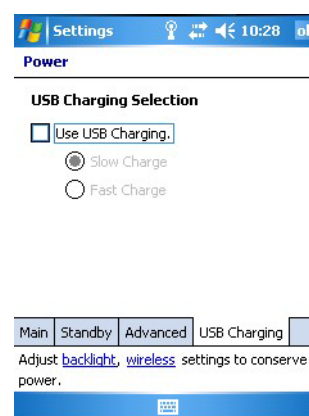 Settings 10:28 ok
Power
USB Charging Selection
Use USB Charging.
Slow Charge
Fast Charge
Main Standby Advanced USB Charging
Adjust backlight, wireless settings to conserve
power.